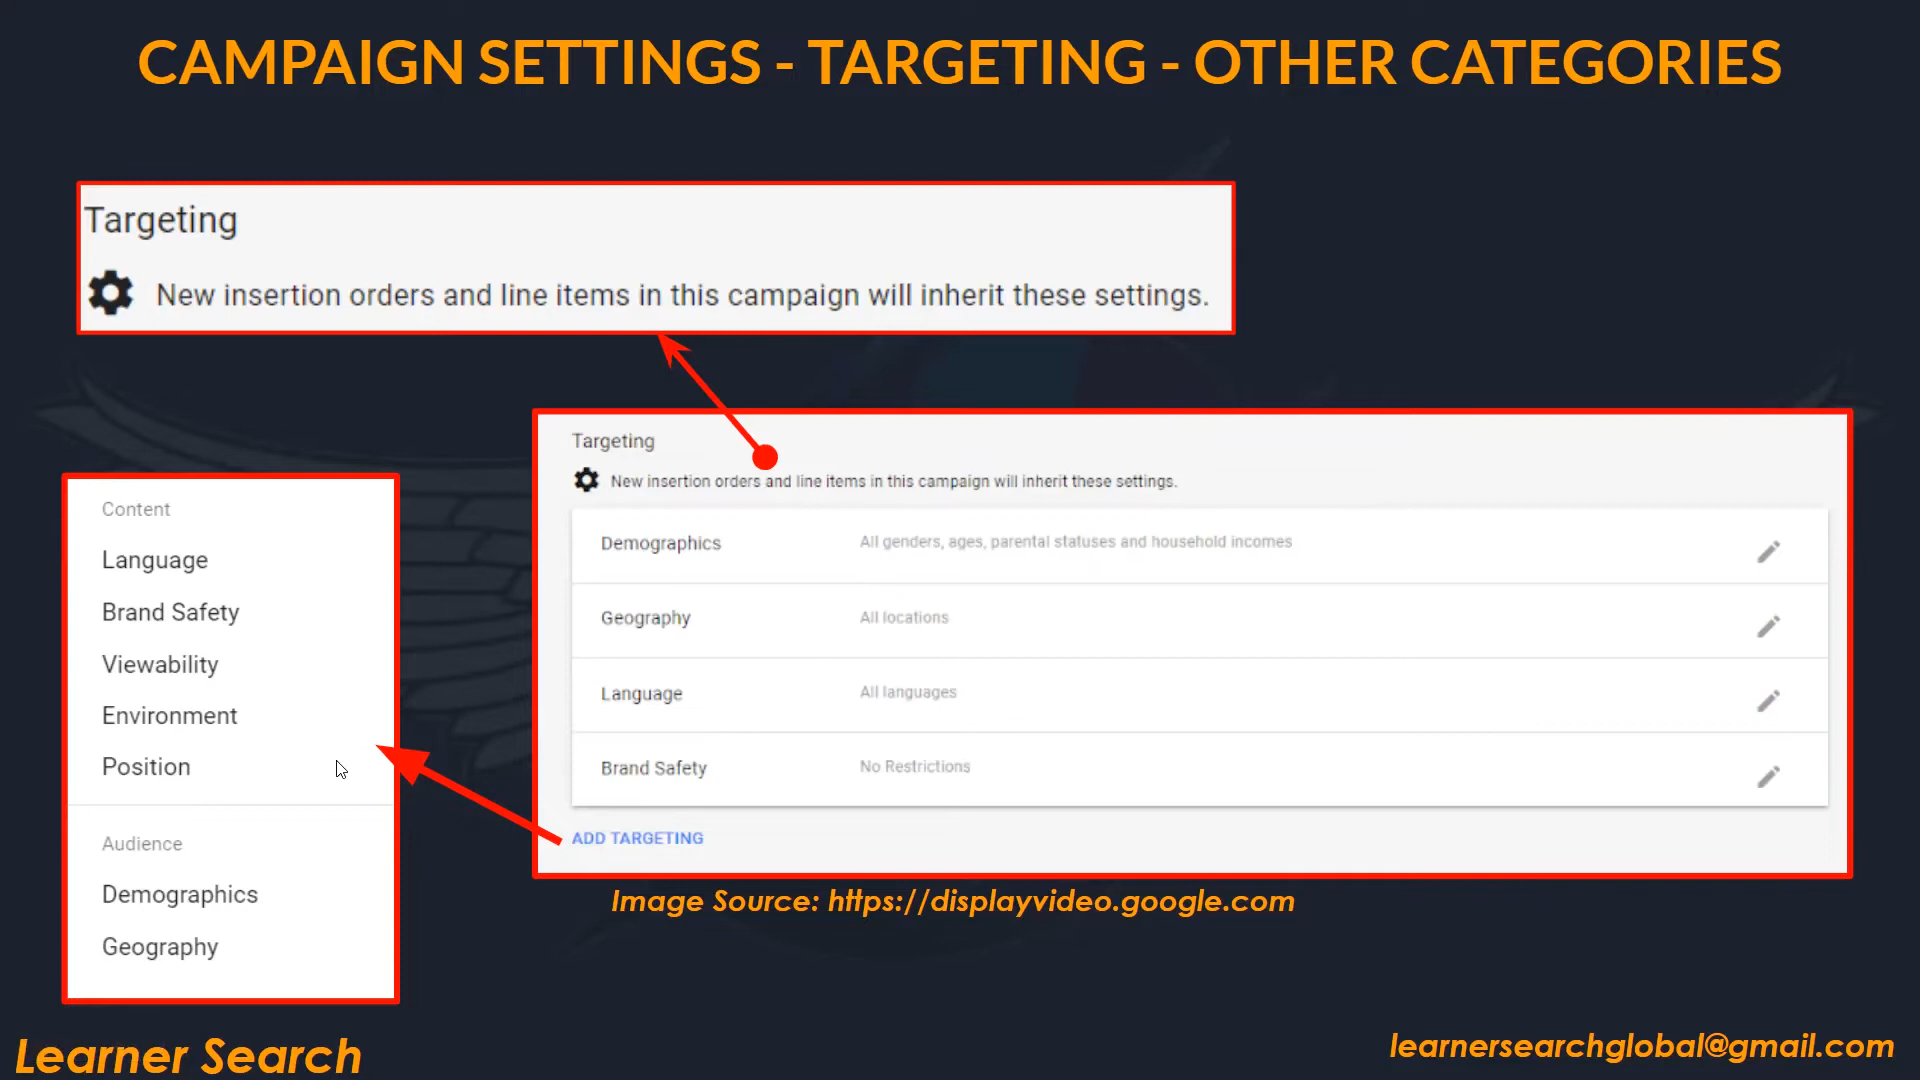 CAMPAIGN SETTINGS - TARGETING - OTHER CATEGORIES
Targeting
New insertion orders and line items in this campaign will inherit these settings.
Targeting
New insertion orders and line items in this campaign will inherit these settings.
Demographics All genders, ages, parental statuses and household incomes
Geography All locations
Language All languages
Brand Safety No Restrictions
ADD TARGETING
Content
Language
Brand Safety
Viewability
Environment
Position
Audience
Demographics
Geography
Image Source: https://displayvideo.google.com
Learner Search
learnersearchglobal@gmail.com